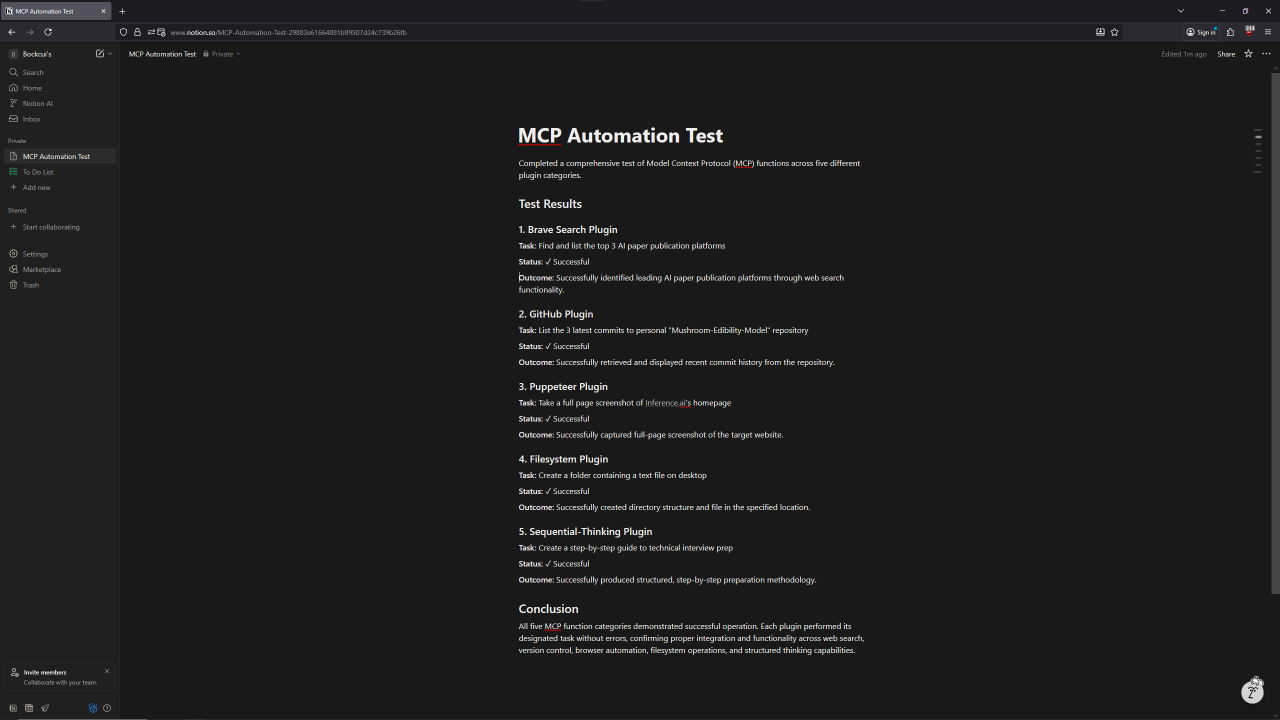 MCP Automation Test
www.notion.so/MCP-Automation-Test-29883e61664881b89507d24c739b26fb
Sign in
Bockcui's
Search
Home
Notion AI
Inbox
Private
MCP Automation Test
To Do List
Add new
Shared
Start collaborating
Settings
Marketplace
Trash
Invite members
Collaborate with your team.
MCP Automation Test Private
Edited 1m ago Share
MCP Automation Test
Completed a comprehensive test of Model Context Protocol (MCP) functions across five different
plugin categories.
Test Results
1. Brave Search Plugin
Task: Find and list the top 3 AI paper publication platforms
Status: ✓ Successful
Outcome: Successfully identified leading AI paper publication platforms through web search
functionality.
2. GitHub Plugin
Task: List the 3 latest commits to personal "Mushroom-Edibility-Model" repository
Status: ✓ Successful
Outcome: Successfully retrieved and displayed recent commit history from the repository.
3. Puppeteer Plugin
Task: Take a full page screenshot of Inference.ai's homepage
Status: ✓ Successful
Outcome: Successfully captured full-page screenshot of the target website.
4. Filesystem Plugin
Task: Create a folder containing a text file on desktop
Status: ✓ Successful
Outcome: Successfully created directory structure and file in the specified location.
5. Sequential-Thinking Plugin
Task: Create a step-by-step guide to technical interview prep
Status: ✓ Successful
Outcome: Successfully produced structured, step-by-step preparation methodology.
Conclusion
All five MCP function categories demonstrated successful operation. Each plugin performed its
designated task without errors, confirming proper integration and functionality across web search,
version control, browser automation, filesystem operations, and structured thinking capabilities.